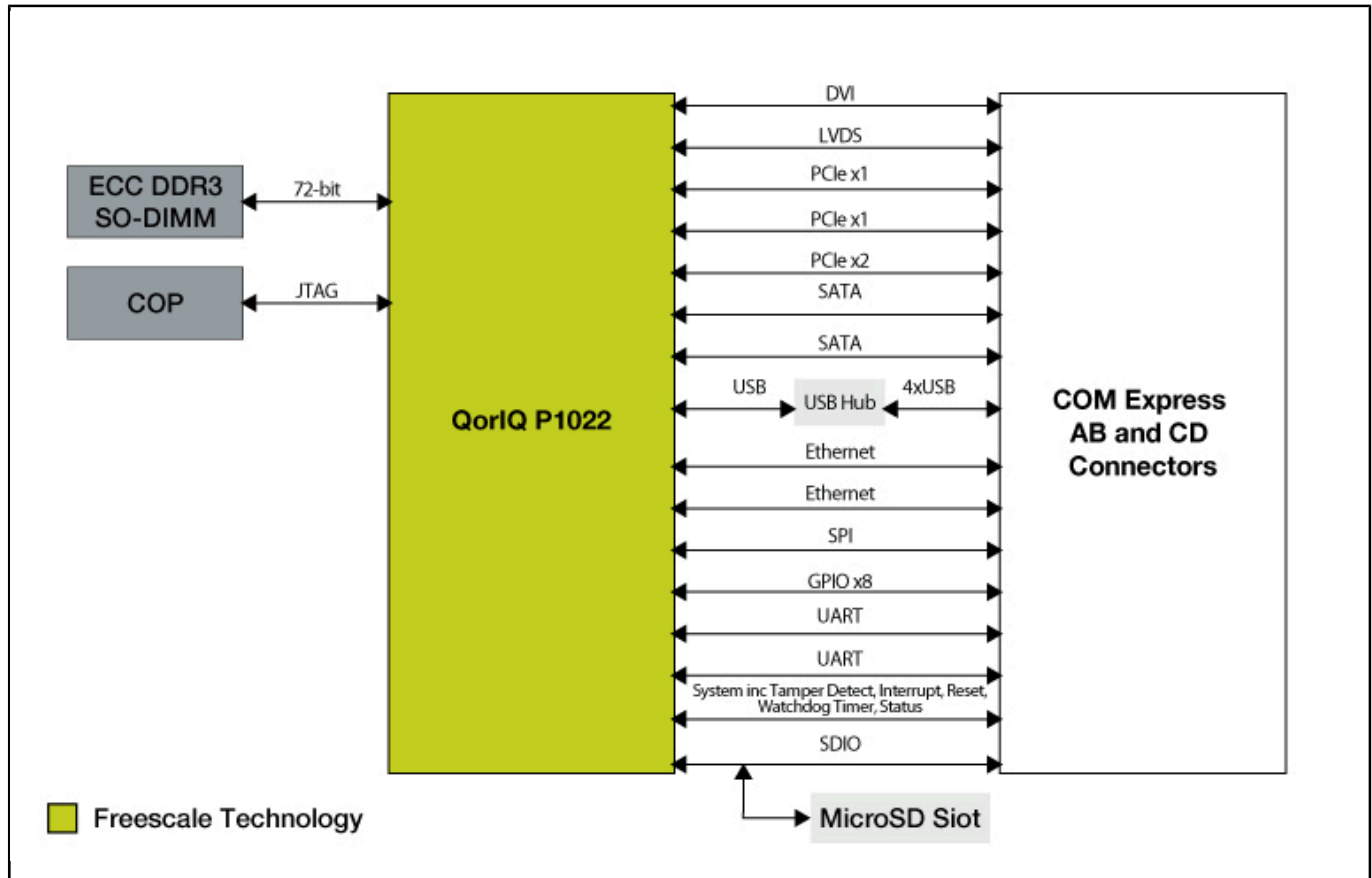 DVI
LVDS
PCIe x1
PCIe x1
PCIe x2
SATA
SATA
USB
USB Hub
4xUSB
Ethernet
Ethernet
SPI
GPIO x8
UART
UART
System inc Tamper Detect, Interrupt, Reset,
Watchdog Timer, Status
SDIO
ECC DDR3
SO-DIMM
72-bit
COP
JTAG
QorIQ P1022
COM Express
AB and CD
Connectors
MicroSD Siot
Freescale Technology